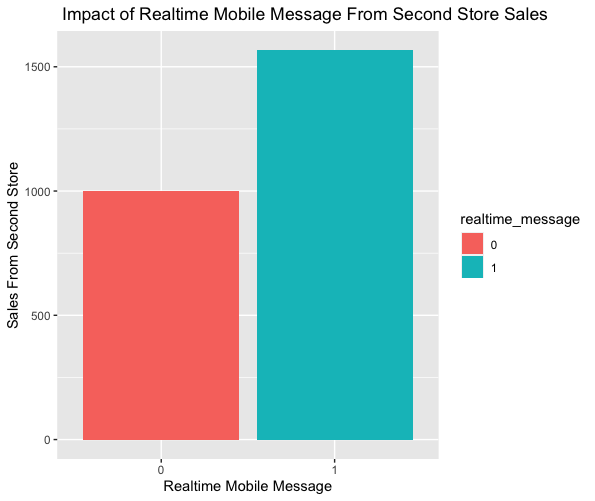 Impact of Realtime Mobile Message From Second Store Sales
1500
1000
500
0
Sales From Second Store
0 1
Realtime Mobile Message
realtime_message
0
1